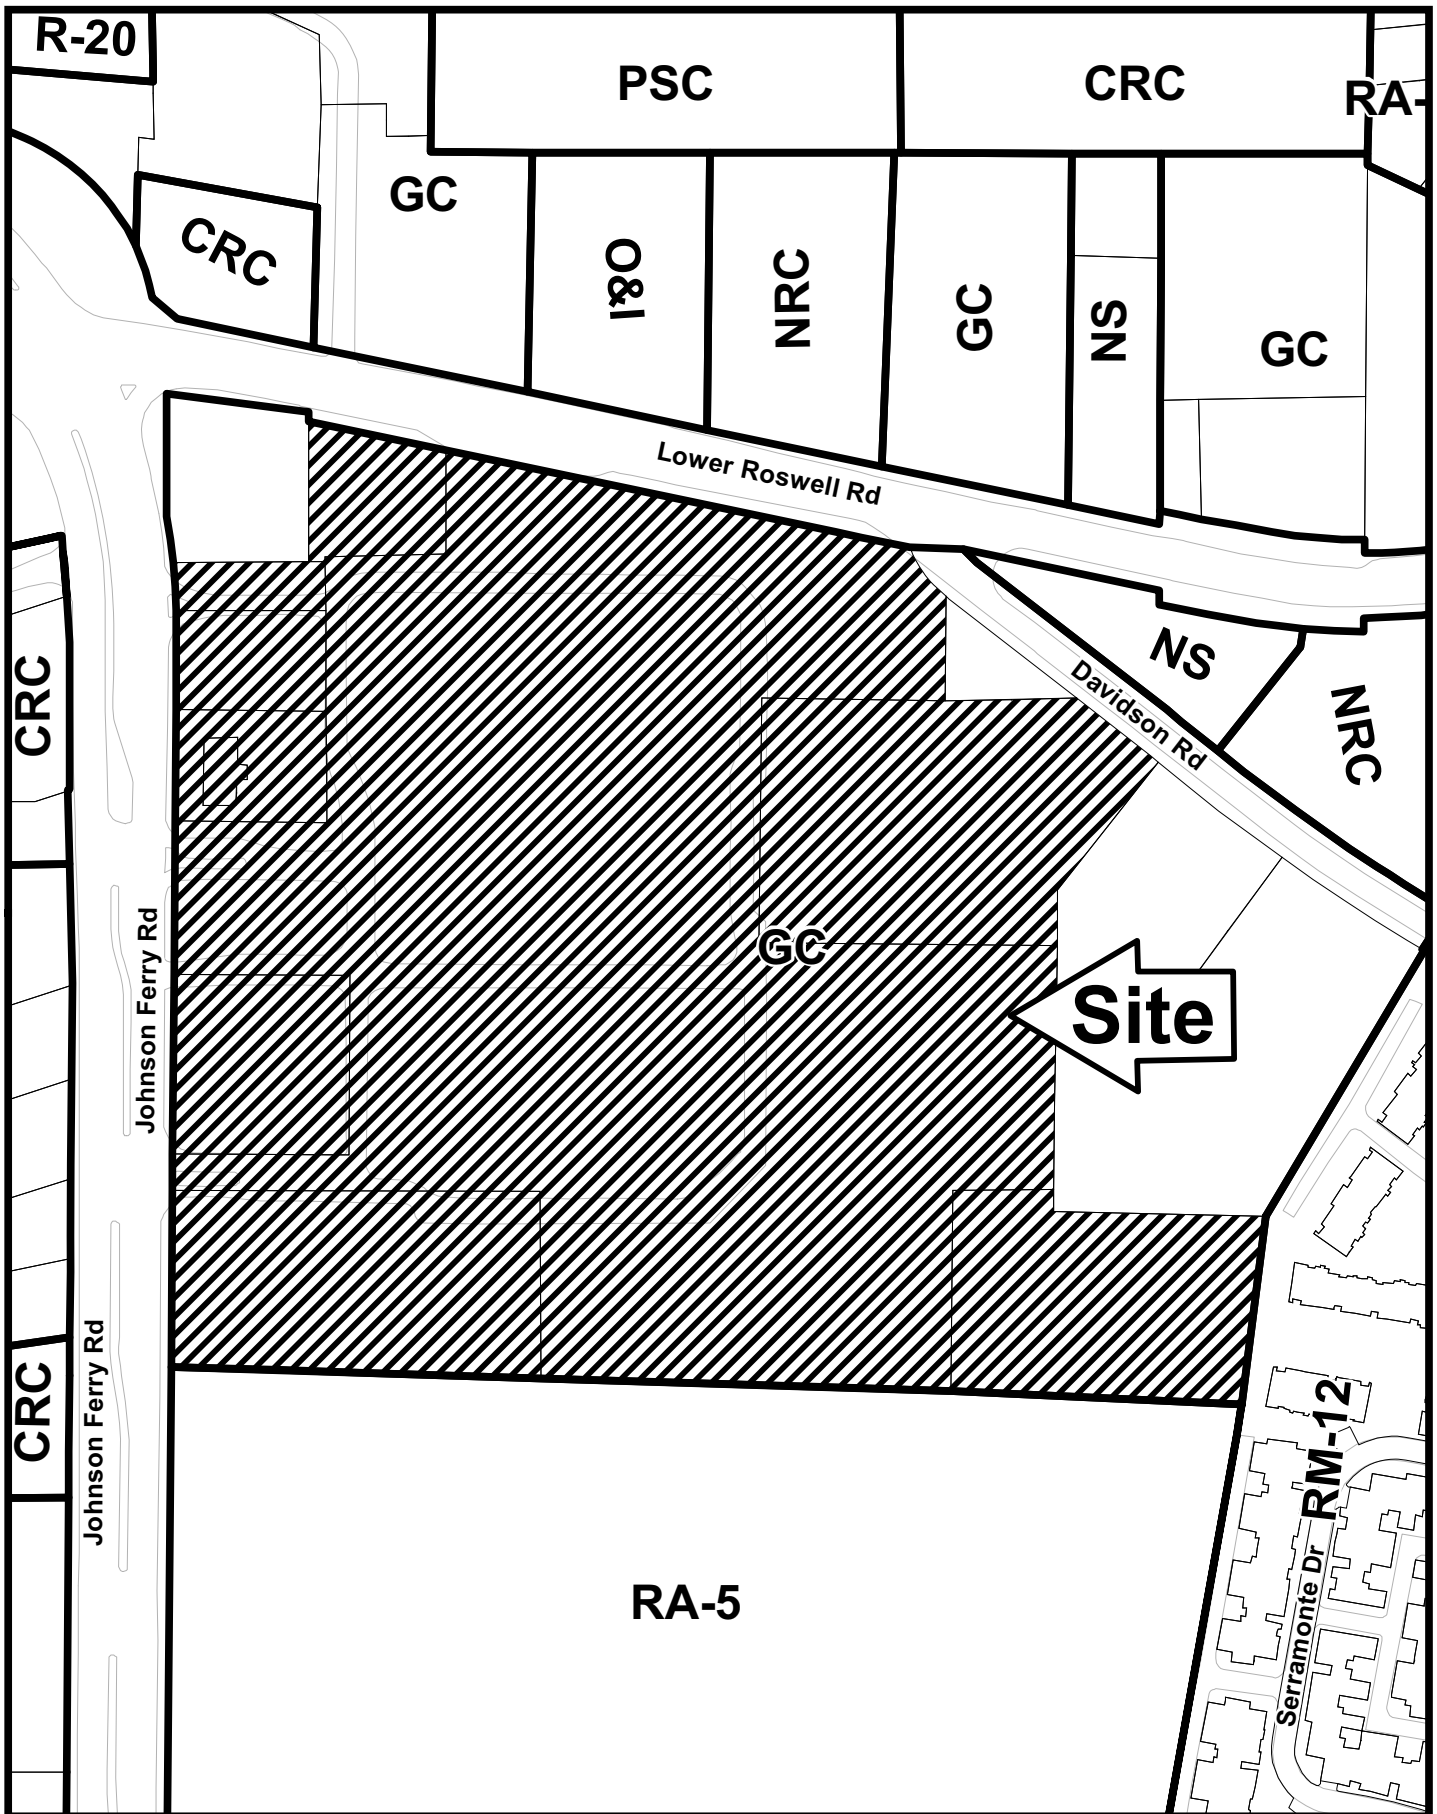 R-20
PSC
CRC
RA-
GC
CRC
O&I
NRC
GC
NS
GC
Lower Roswell Rd
NS
Davidson Rd
NRC
CRC
GC
Site
Johnson Ferry Rd
Johnson Ferry Rd
CRC
RM-12
RA-5
Serramonte Dr